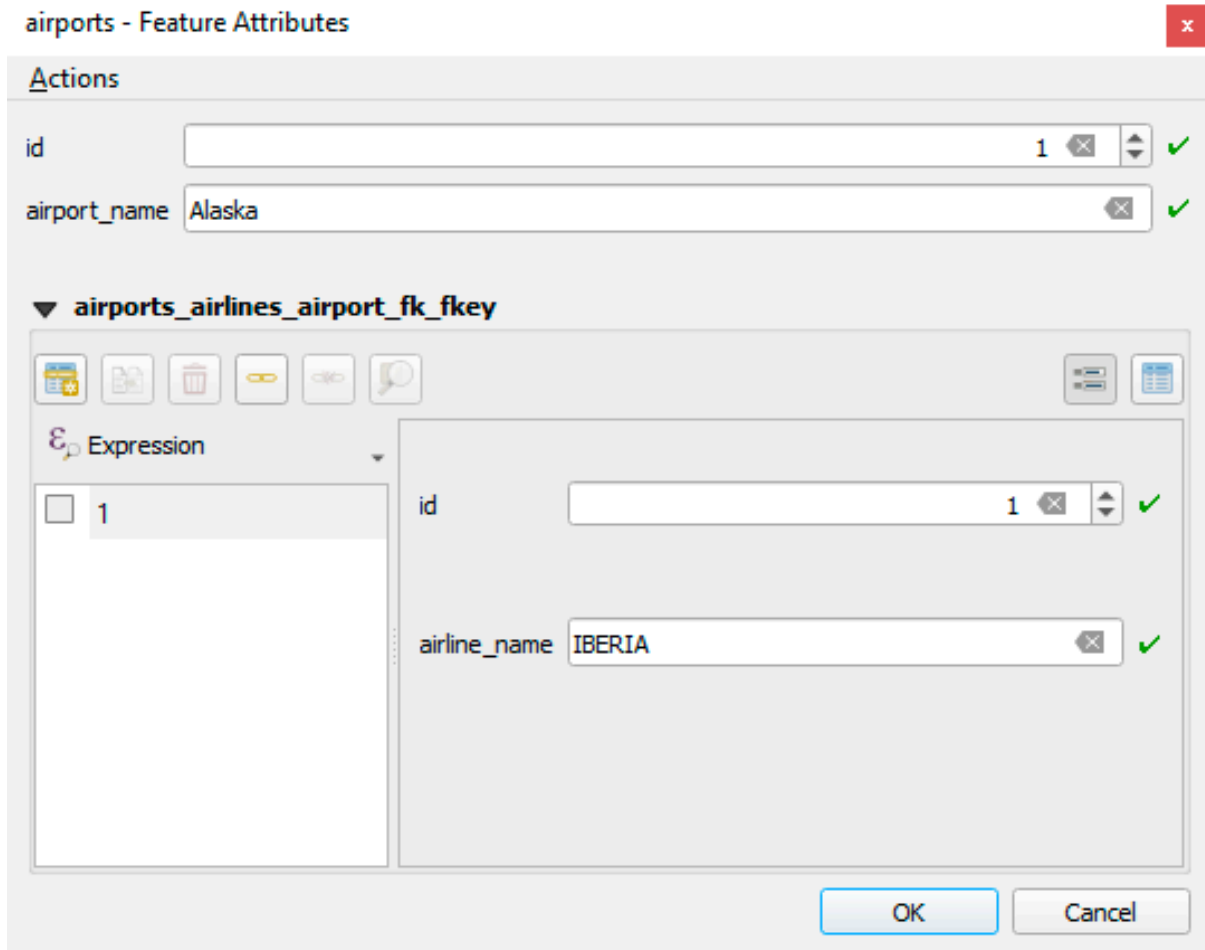 airports - Feature Attributes
x
Actions
id 1
airport_name Alaska
airports_airlines_airport_fk_fkey
ε Expression
1
id 1
airline_name IBERIA
OK Cancel